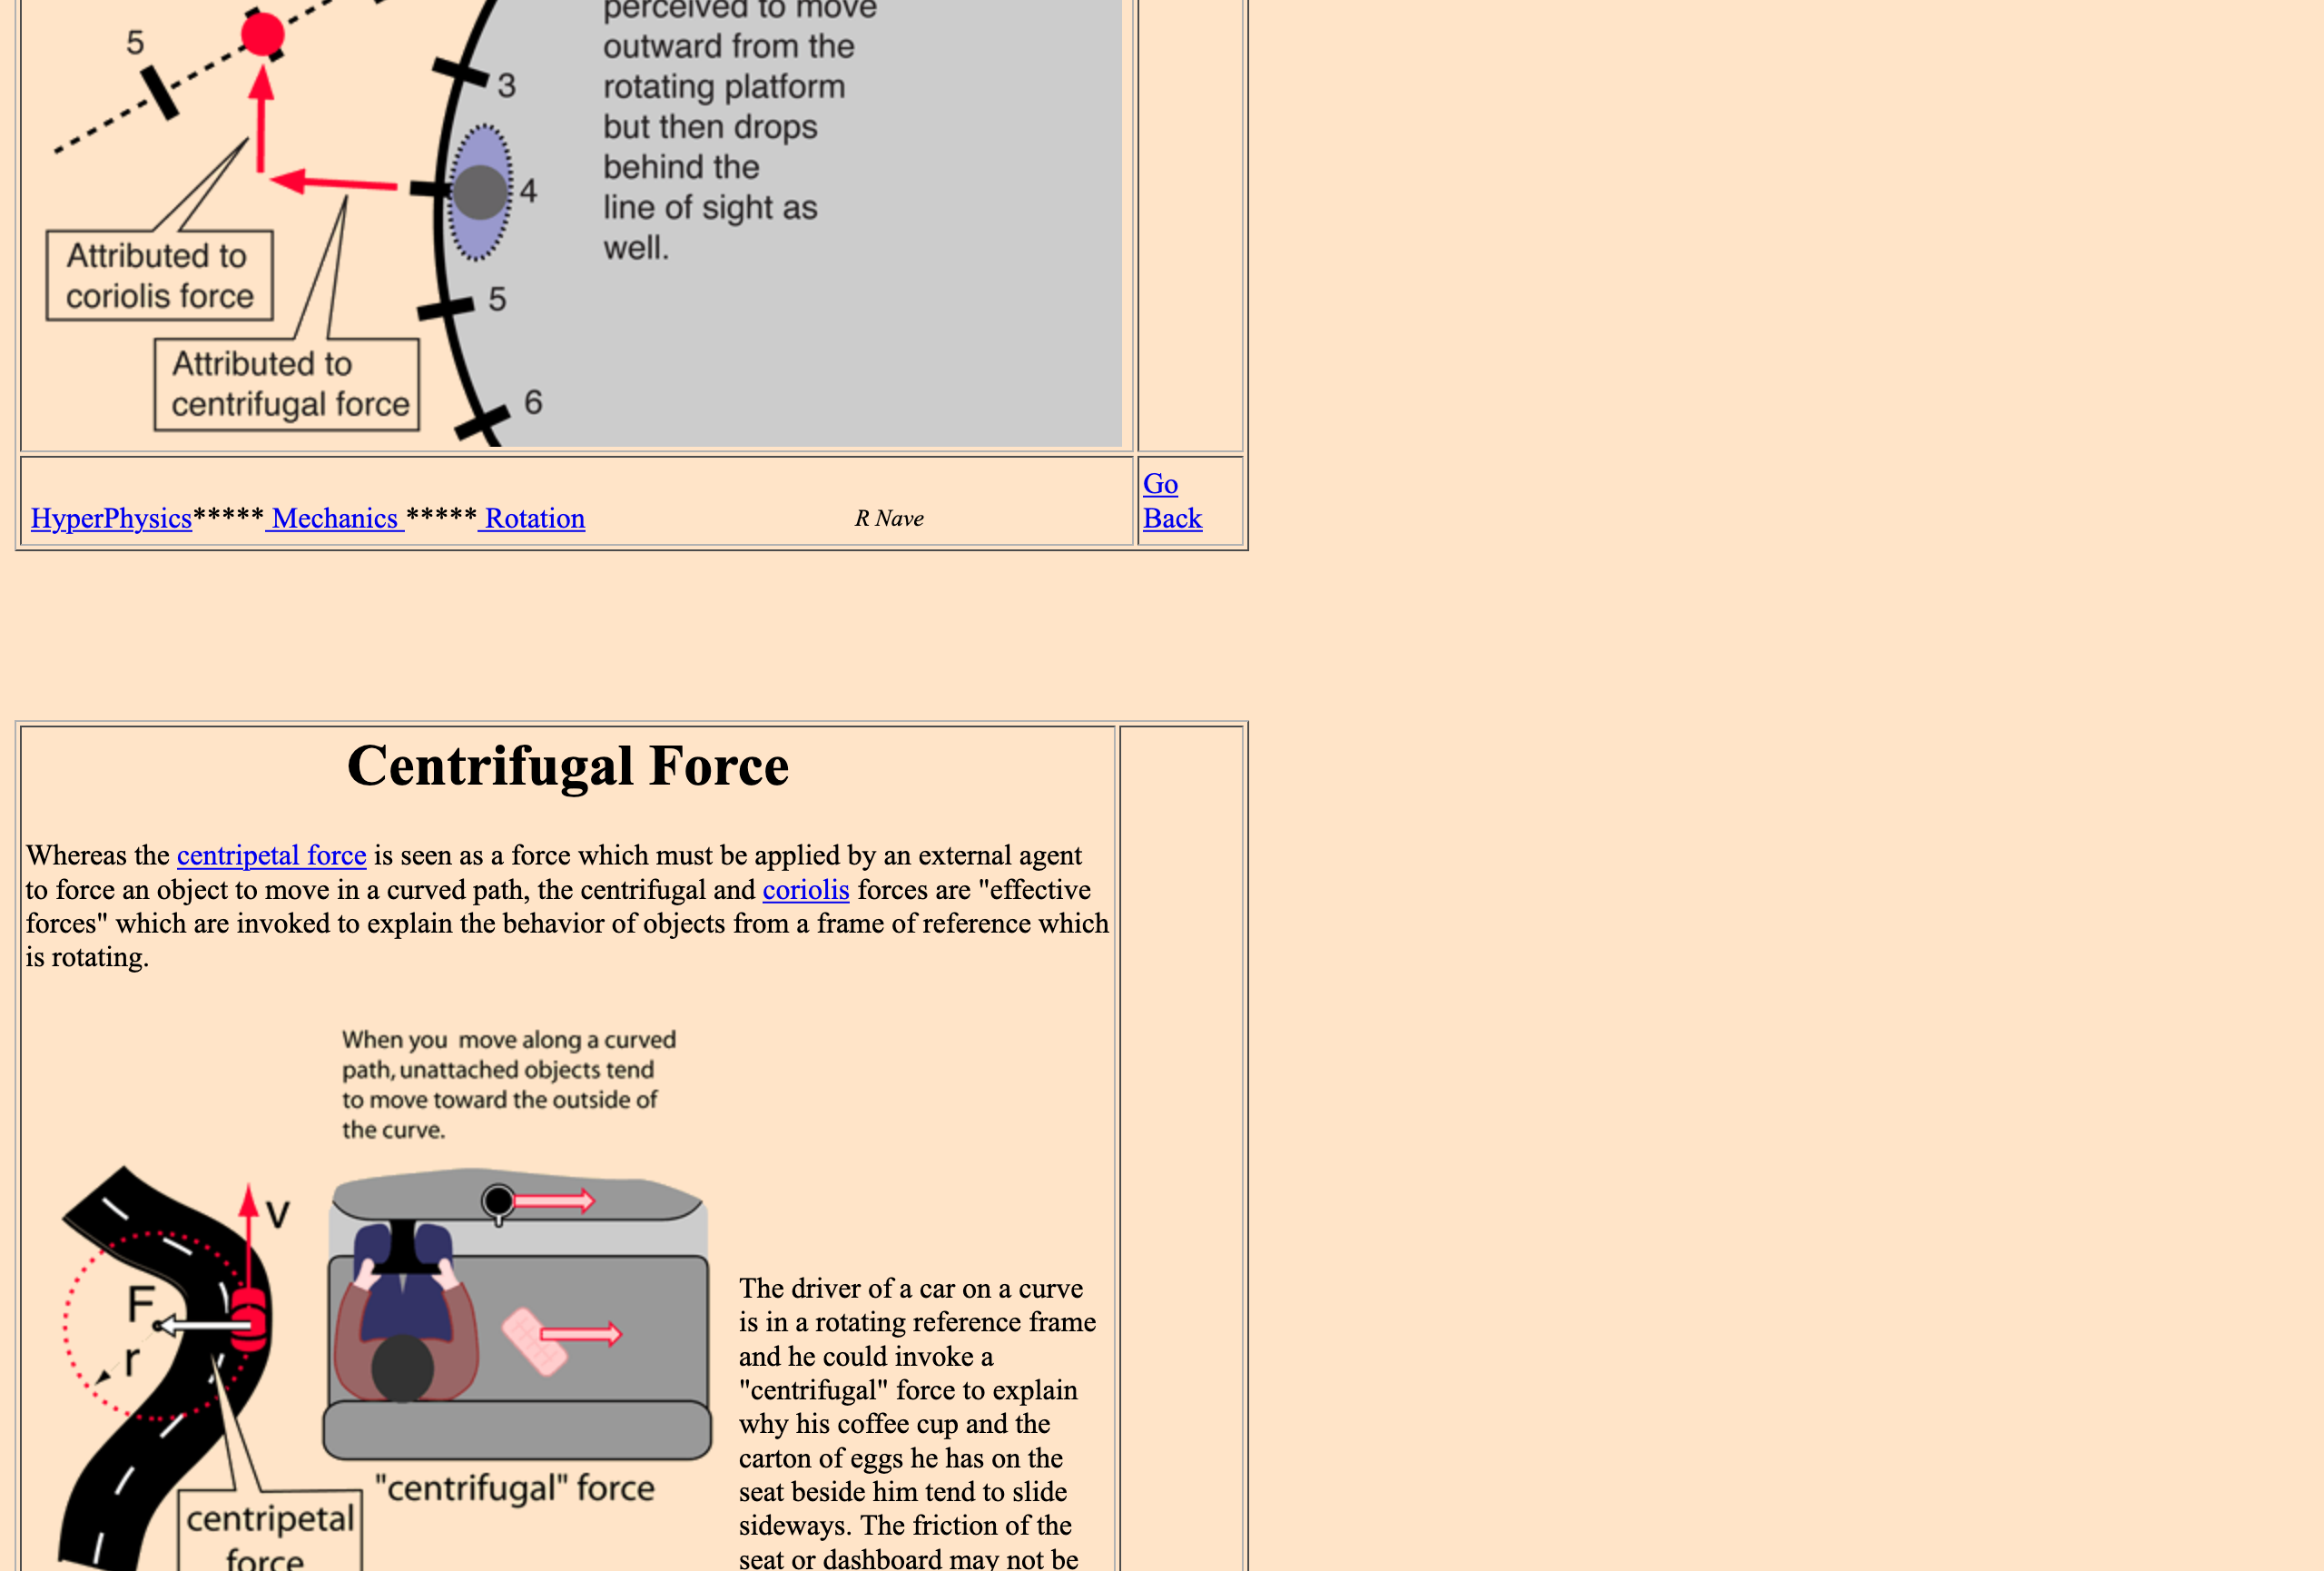 perceived to move
outward from the
rotating platform
but then drops
behind the
line of sight as
well.
5
3
4
5
6
Attributed to
coriolis force
Attributed to
centrifugal force
HyperPhysics***** Mechanics ***** Rotation
R Nave
Go
Back
Centrifugal Force
Whereas the centripetal force is seen as a force which must be applied by an external agent
to force an object to move in a curved path, the centrifugal and coriolis forces are "effective
forces" which are invoked to explain the behavior of objects from a frame of reference which
is rotating.
When you move along a curved
path, unattached objects tend
to move toward the outside of
the curve.
v
F
r
"centrifugal" force
centripetal
force
The driver of a car on a curve
is in a rotating reference frame
and he could invoke a
"centrifugal" force to explain
why his coffee cup and the
carton of eggs he has on the
seat beside him tend to slide
sideways. The friction of the
seat or dashboard may not be